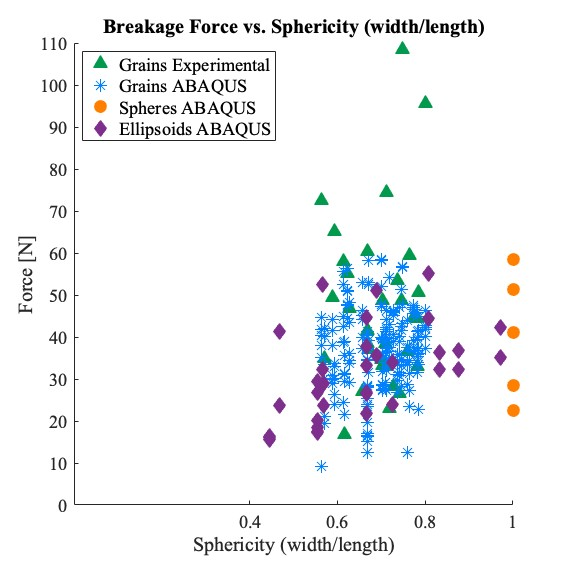 Breakage Force vs. Sphericity (width/length)
Grains Experimental
Grains ABAQUS
Spheres ABAQUS
Ellipsoids ABAQUS
110
100
90
80
70
60
50
40
30
20
10
0
Force [N]
0.4 0.6 0.8 1
Sphericity (width/length)